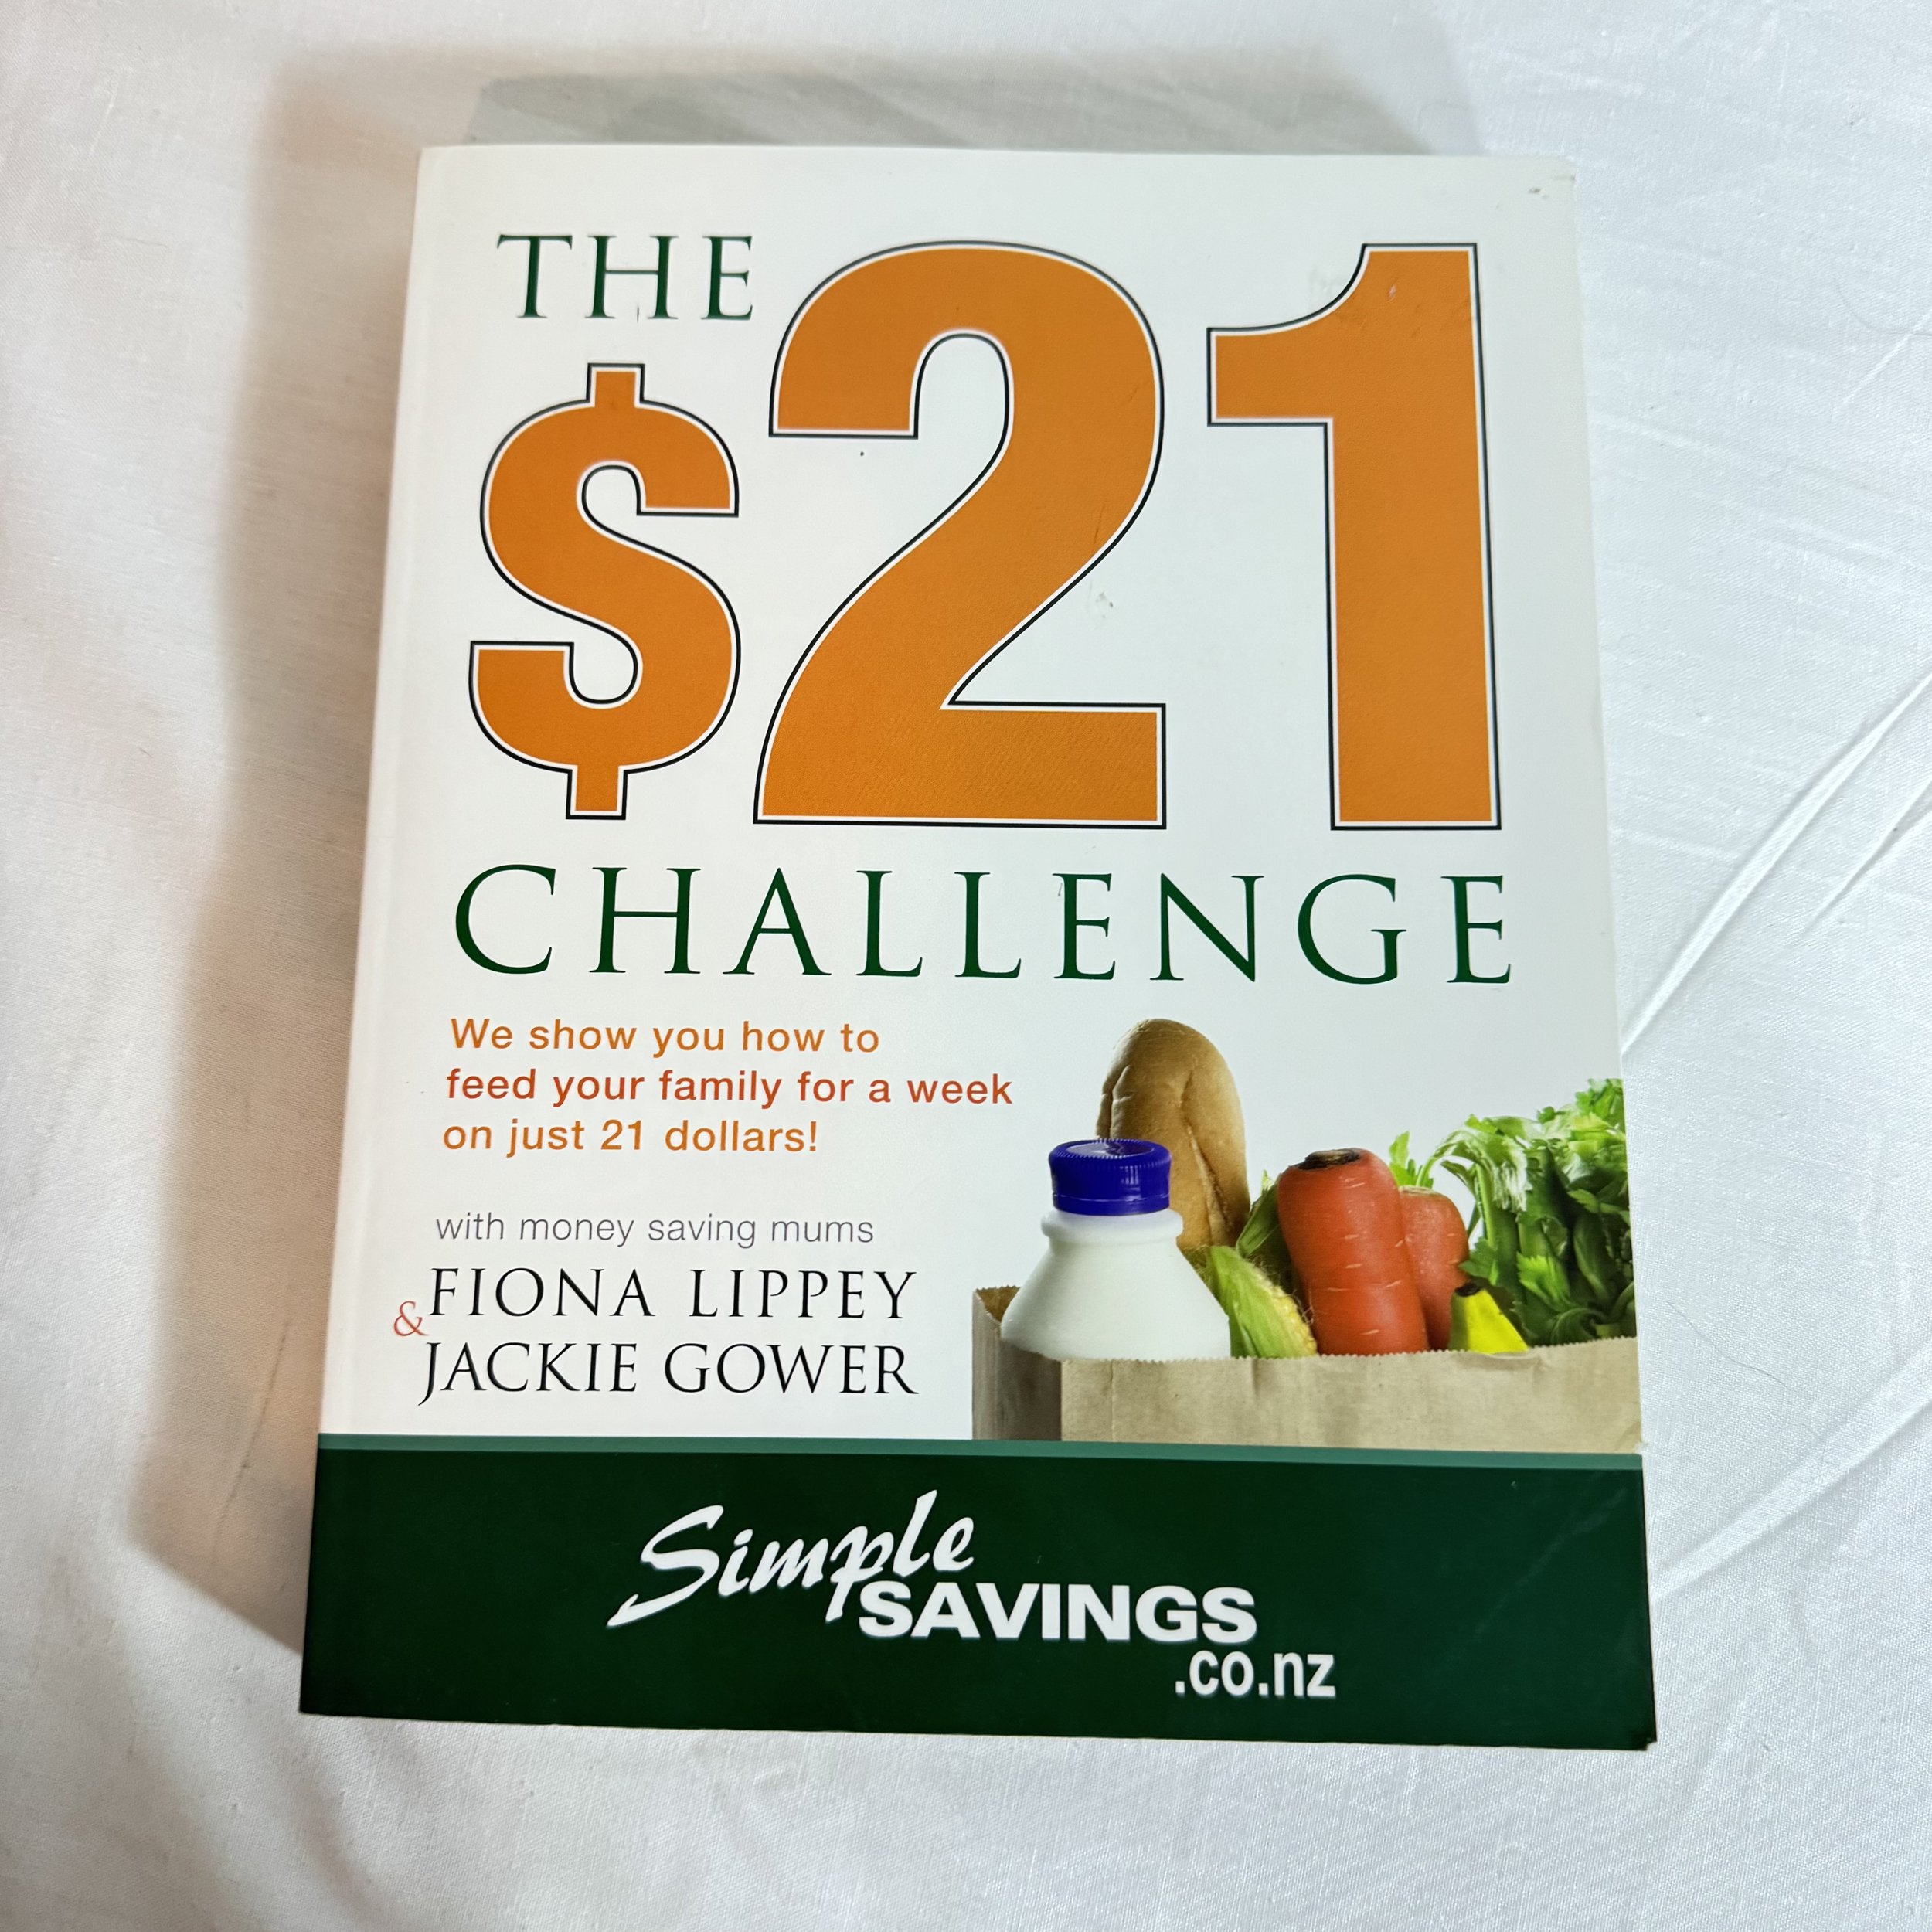 THE
$21
CHALLENGE
We show you how to
feed your family for a week
on just 21 dollars!
with money saving mums
FIONA LIPPEY
& JACKIE GOWER
Simple
SAVINGS
.co.nz